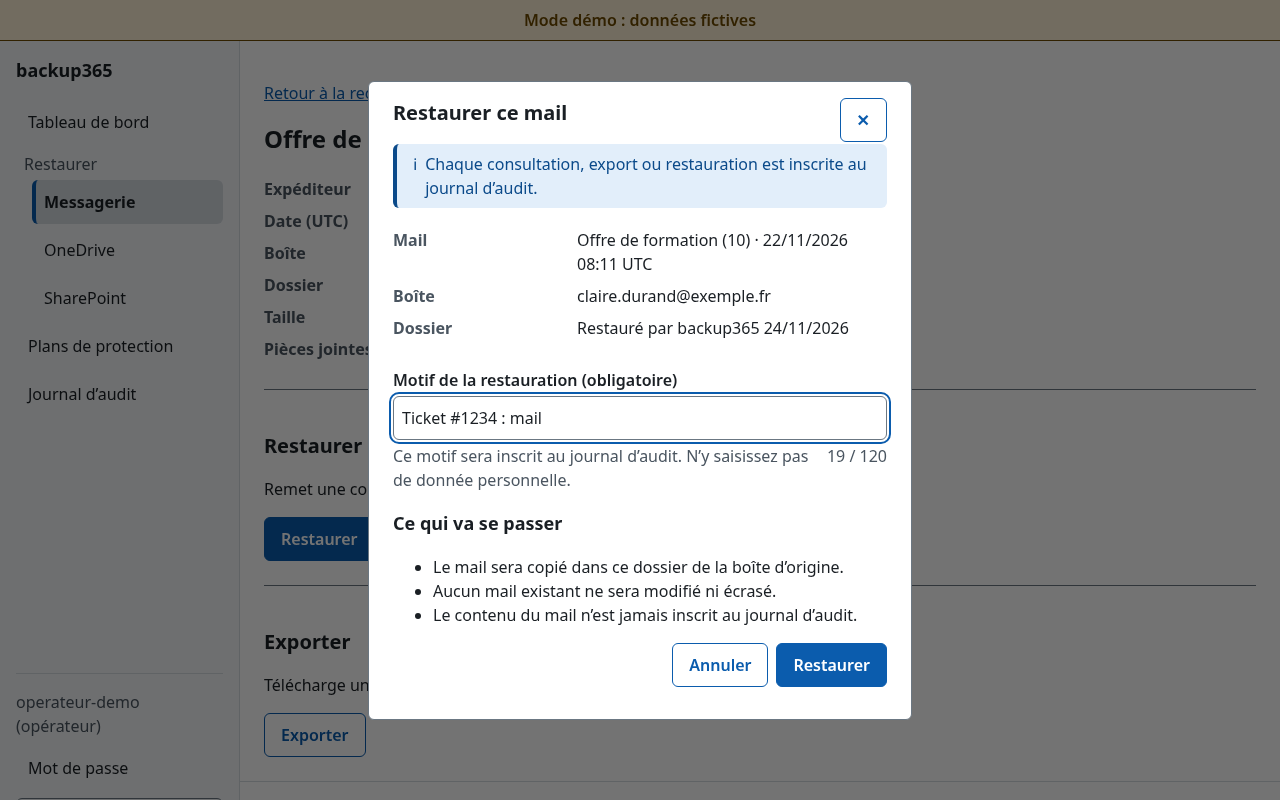 Mode démo : données fictives
backup365
Tableau de bord
Restaurer
Messagerie
OneDrive
SharePoint
Plans de protection
Journal d’audit
operateur-demo
(opérateur)
Mot de passe
Retour à la rec
Offre de
Expéditeur
Date (UTC)
Boîte
Dossier
Taille
Pièces jointes
Restaurer
Remet une co
Restaurer
Exporter
Télécharge un
Exporter
Restaurer ce mail
×
i Chaque consultation, export ou restauration est inscrite au
journal d’audit.
Mail Offre de formation (10) · 22/11/2026
08:11 UTC
Boîte claire.durand@exemple.fr
Dossier Restauré par backup365 24/11/2026
Motif de la restauration (obligatoire)
Ticket #1234 : mail
Ce motif sera inscrit au journal d’audit. N’y saisissez pas 19 / 120
de donnée personnelle.
Ce qui va se passer
• Le mail sera copié dans ce dossier de la boîte d’origine.
• Aucun mail existant ne sera modifié ni écrasé.
• Le contenu du mail n’est jamais inscrit au journal d’audit.
Annuler Restaurer